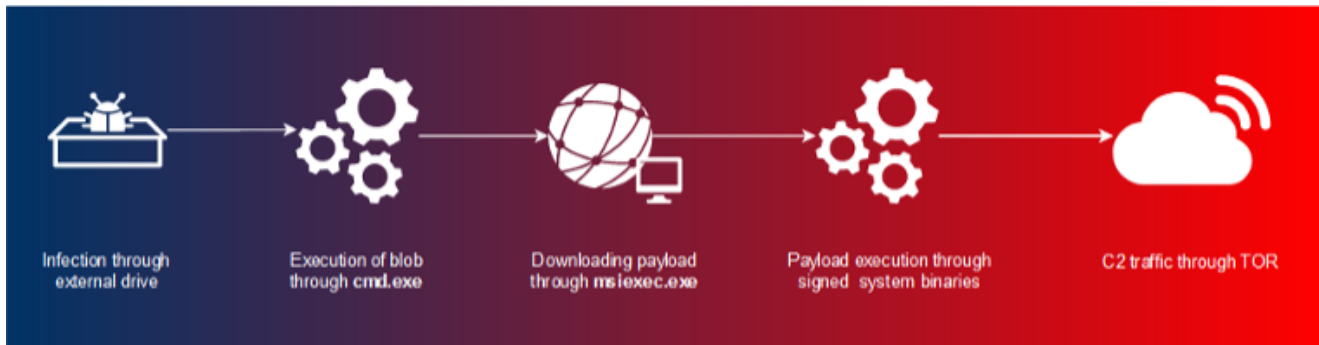 Infection through
external drive
Execution of blob
through cmd.exe
Downloading payload
through msiexec.exe
Payload execution through
signed system binaries
C2 traffic through TOR